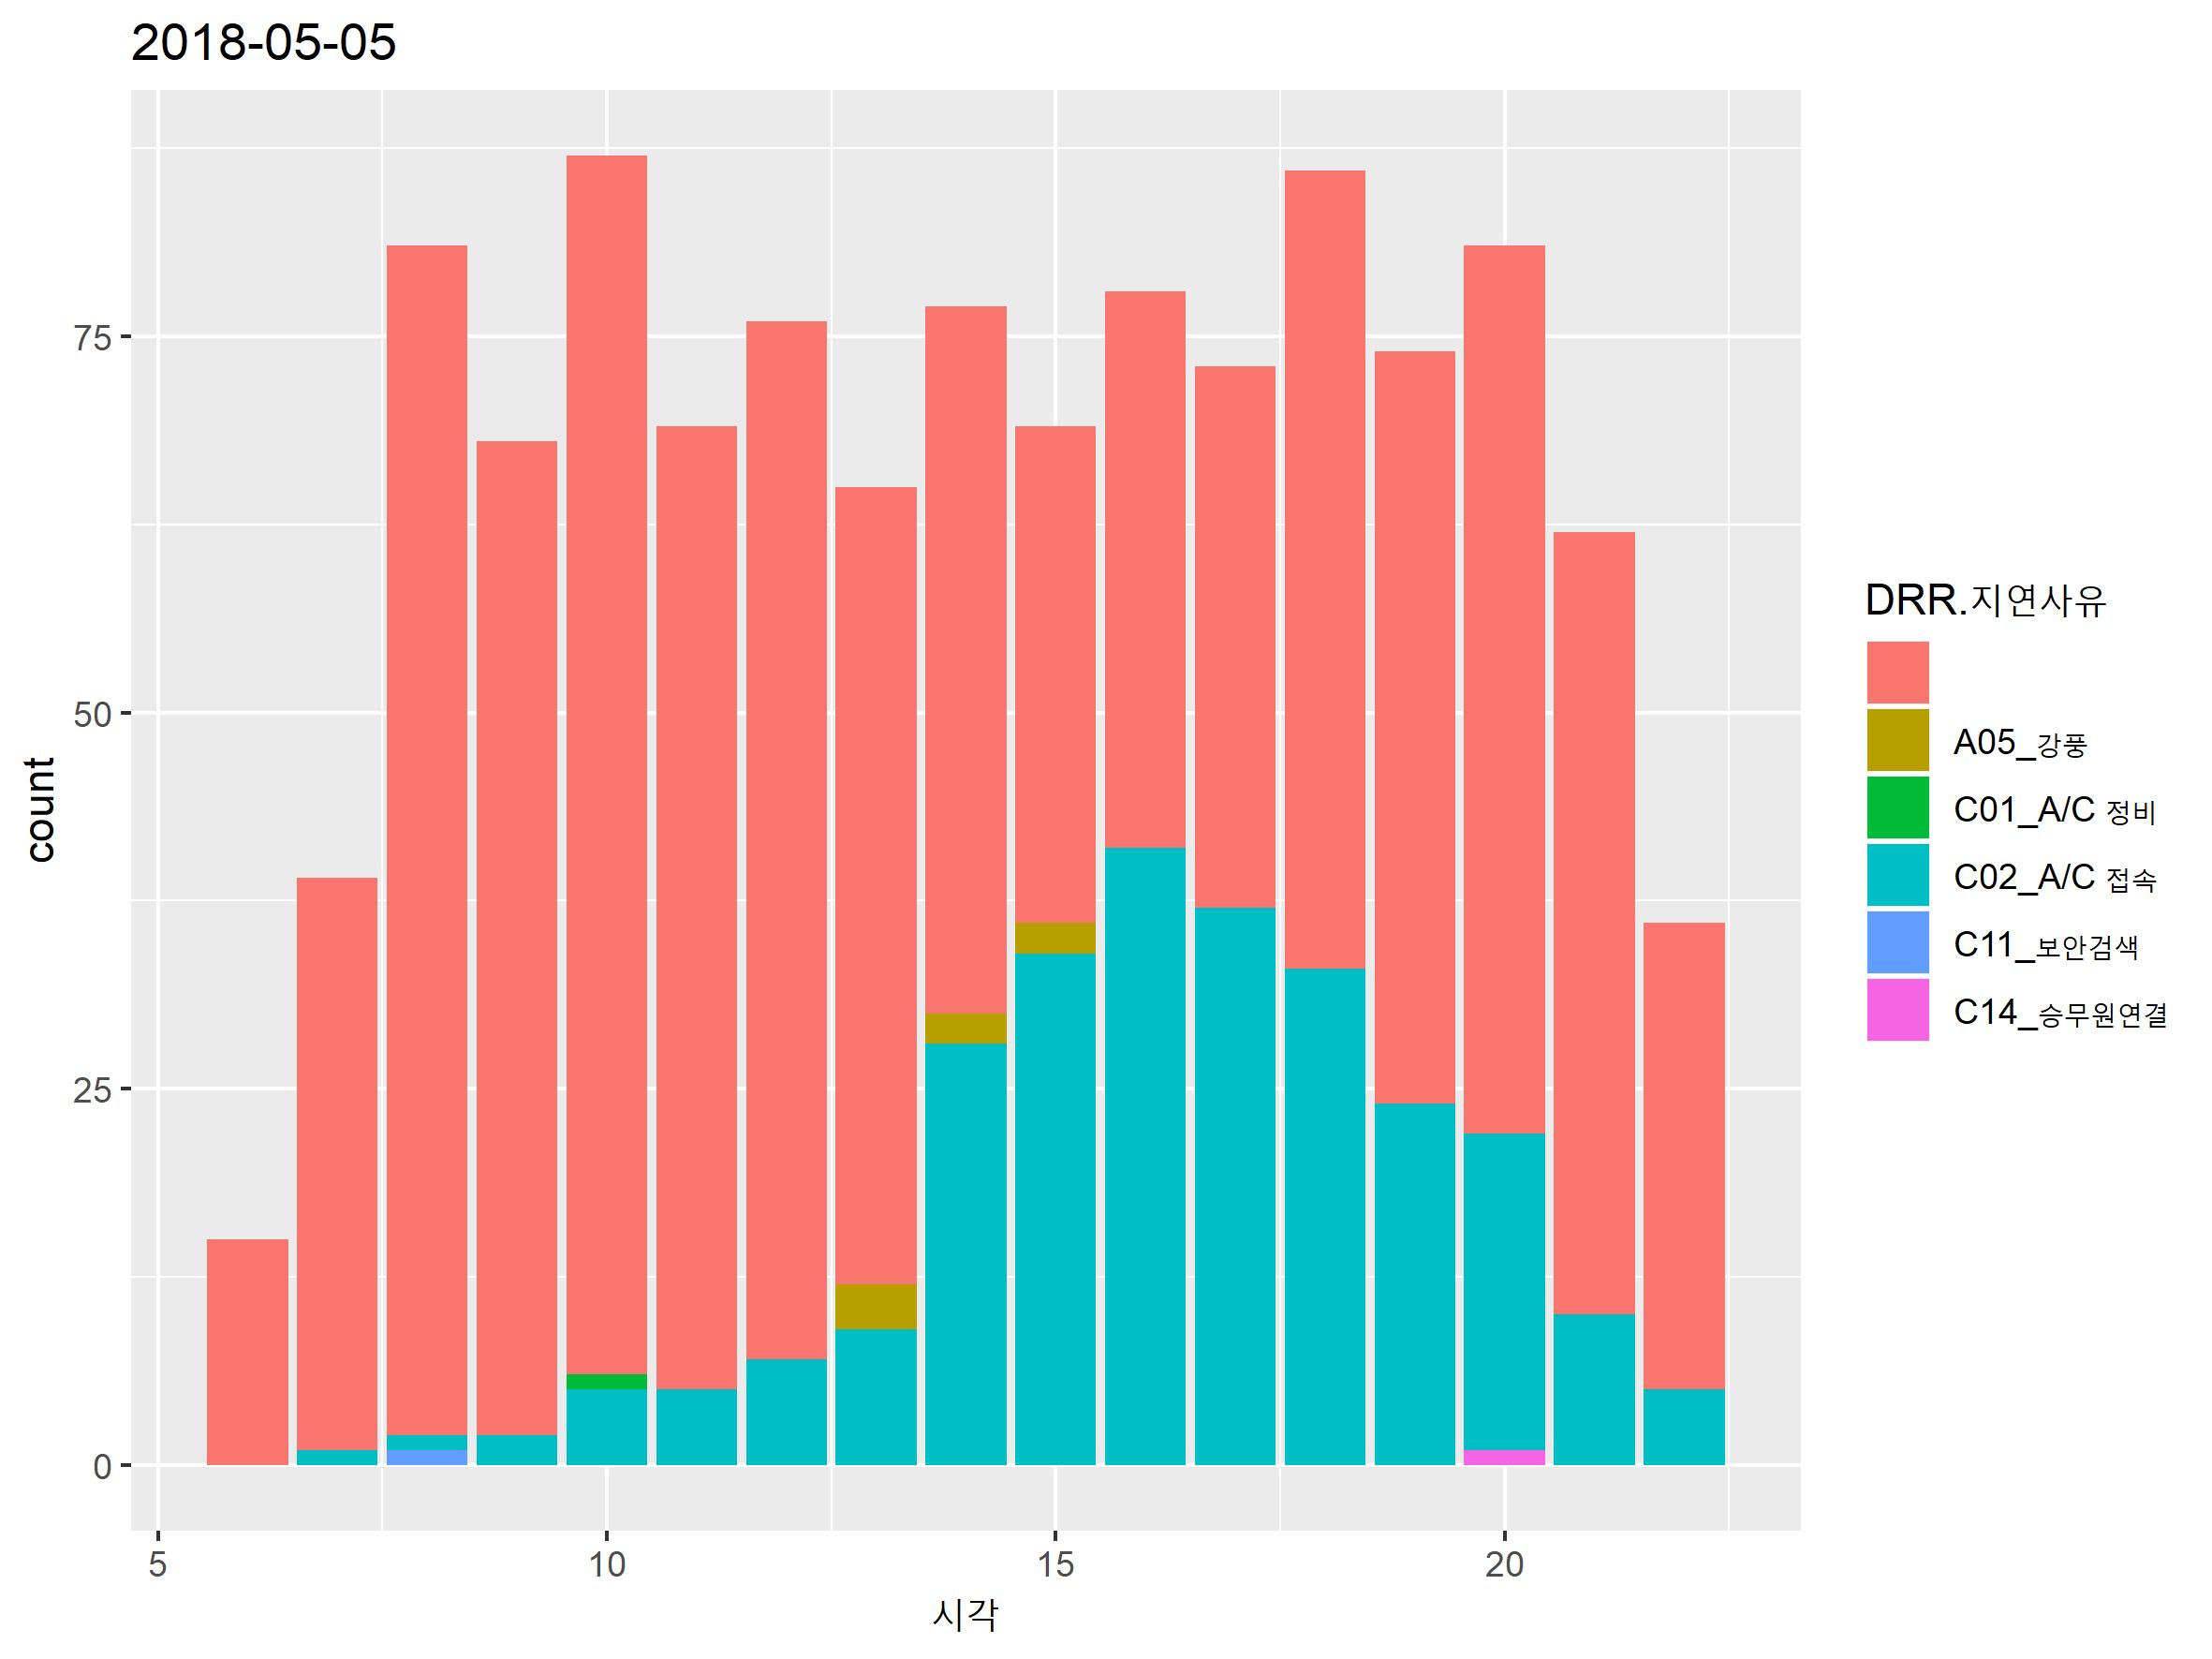 2018-05-05
count
75
50
25
0
5 10 15 20
시각
DRR.지연사유
A05_강풍
C01_A/C 정비
C02_A/C 접속
C11_보안검색
C14_승무원연결